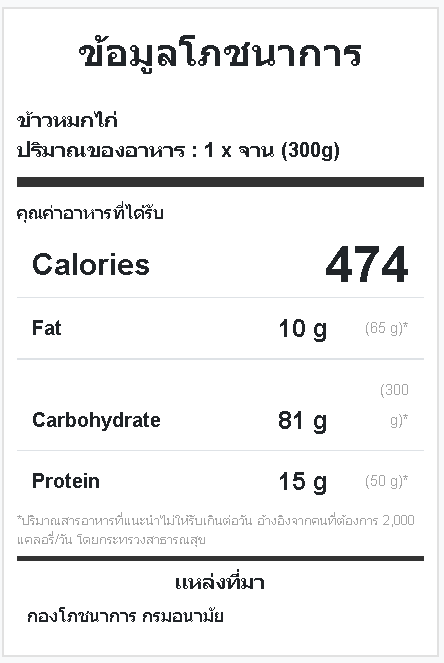 ข้อมูลโภชนาการ
ข้าวหมกไก่
ปริมาณของอาหาร : 1 x จาน (300g)
คุณค่าอาหารที่ได้รับ
Calories 474
Fat 10 g (65 g)*
Carbohydrate 81 g (300 g)*
Protein 15 g (50 g)*
*ปริมาณสารอาหารที่แนะนำไม่ให้รับเกินต่อวัน อ้างอิงจากคนที่ต้องการ 2,000
แคลอรี่/วัน โดยกระทรวงสาธารณสุข
แหล่งที่มา
กองโภชนาการ กรมอนามัย